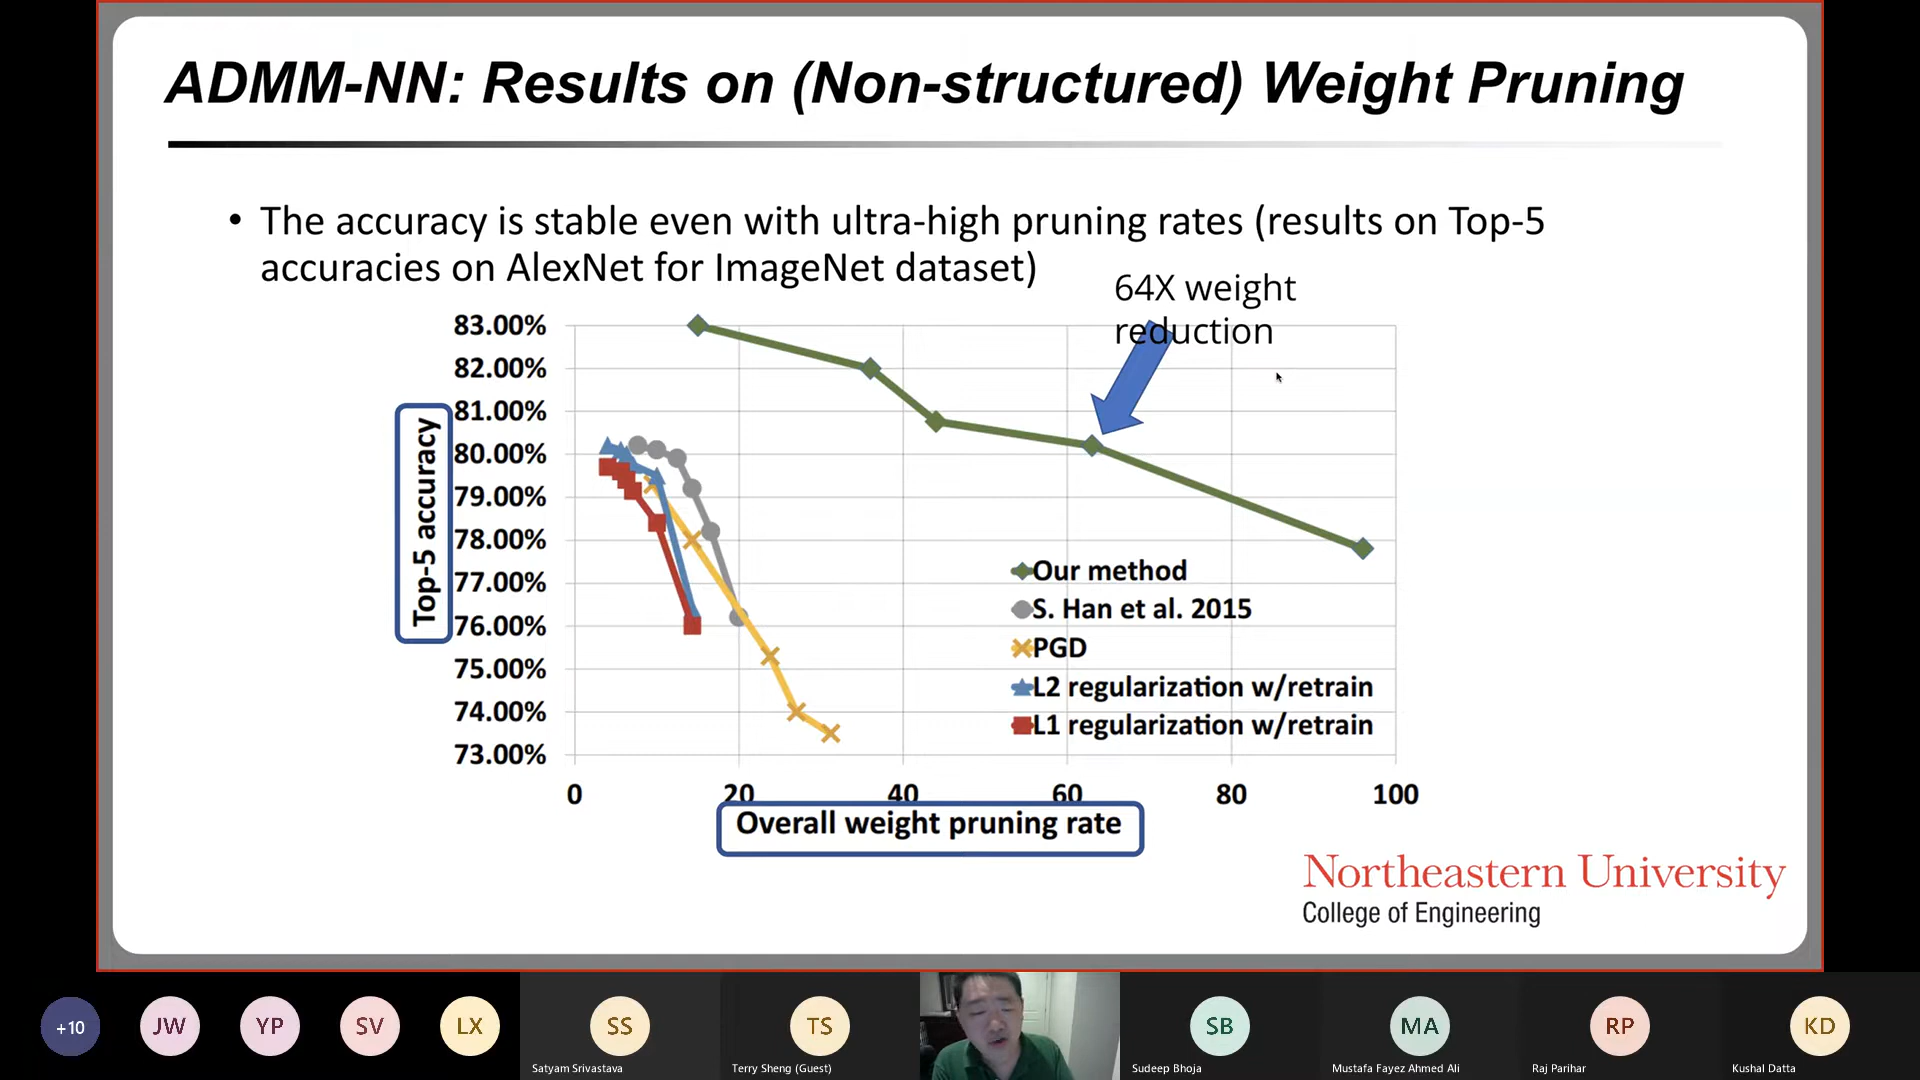 ADMM-NN: Results on (Non-structured) Weight Pruning
• The accuracy is stable even with ultra-high pruning rates (results on Top-5
accuracies on AlexNet for ImageNet dataset)
64X weight
reduction
83.00%
82.00%
81.00%
80.00%
79.00%
78.00%
77.00%
76.00%
75.00%
74.00%
73.00%
Top-5 accuracy
Our method
S. Han et al. 2015
PGD
L2 regularization w/retrain
L1 regularization w/retrain
0 20 40 60 80 100
Overall weight pruning rate
Northeastern University
College of Engineering
+10 JW YP SV LX SS TS SB MA RP KD
Satyam Srivastava Terry Sheng (Guest) Sudeep Bhoja Mustafa Fayez Ahmed Ali Raj Parihar Kushal Datta